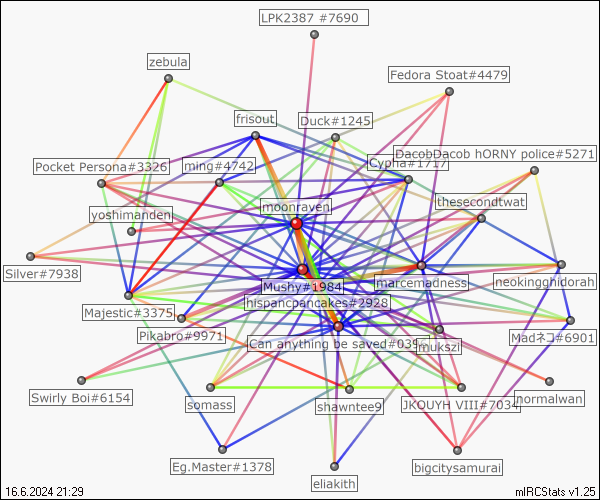 LPK2387 #7690
zebula
Fedora Stoat#4479
frisout
Duck#1245
DacobDacob hORNY police#5271
Pocket Persona#3326
ming#4742
Cypha#1717
moonraven
thesecondtwat
yoshimanden
Silver#7938
Mushy#1984
marcemadness
neokingghidorah
hispancpancakes#2928
Majestic#3375
Pikabro#9971
Can anything be saved#039
mukszi
Madネコ#6901
Swirly Boi#6154
somass
shawntee9
JKOUYH VIII#7034
normalwan
Eg.Master#1378
eliakith
bigcitysamurai
16.6.2024 21:29
mIRCStats v1.25